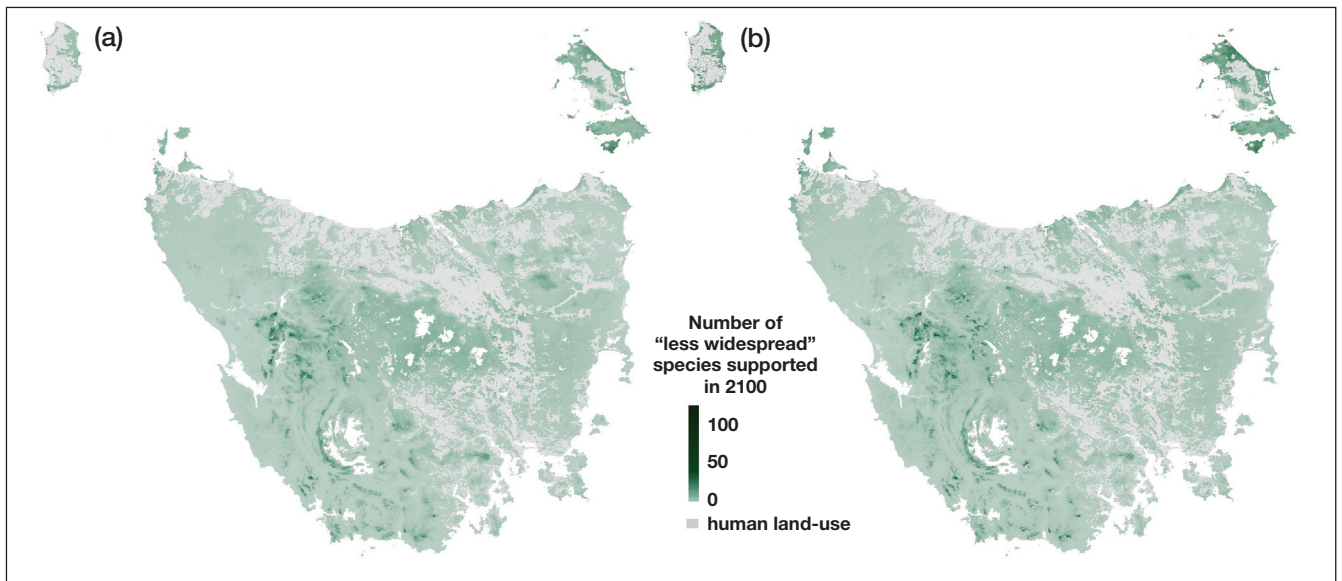 (a)
(b)
Number of
“less widespread”
species supported
in 2100
100
50
0
human land-use